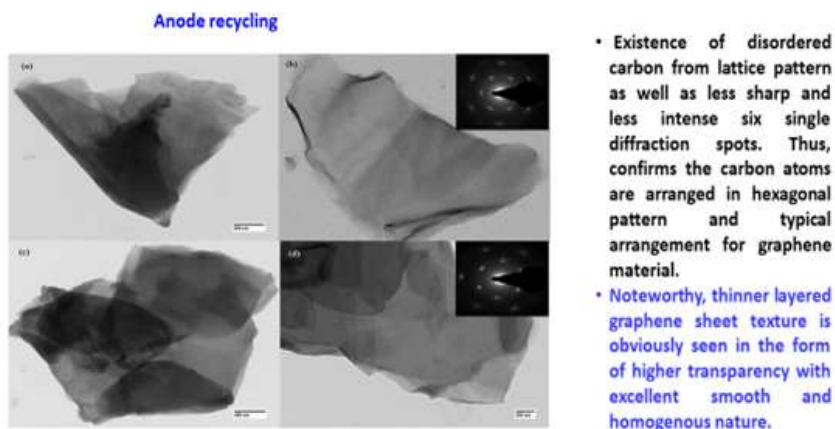 Anode recycling
(a)
(b)
(c)
(d)
• Existence of disordered
carbon from lattice pattern
as well as less sharp and
less intense six single
diffraction spots. Thus,
confirms the carbon atoms
are arranged in hexagonal
pattern and typical
arrangement for graphene
material.
• Noteworthy, thinner layered
graphene sheet texture is
obviously seen in the form
of higher transparency with
excellent smooth and
homogenous nature.